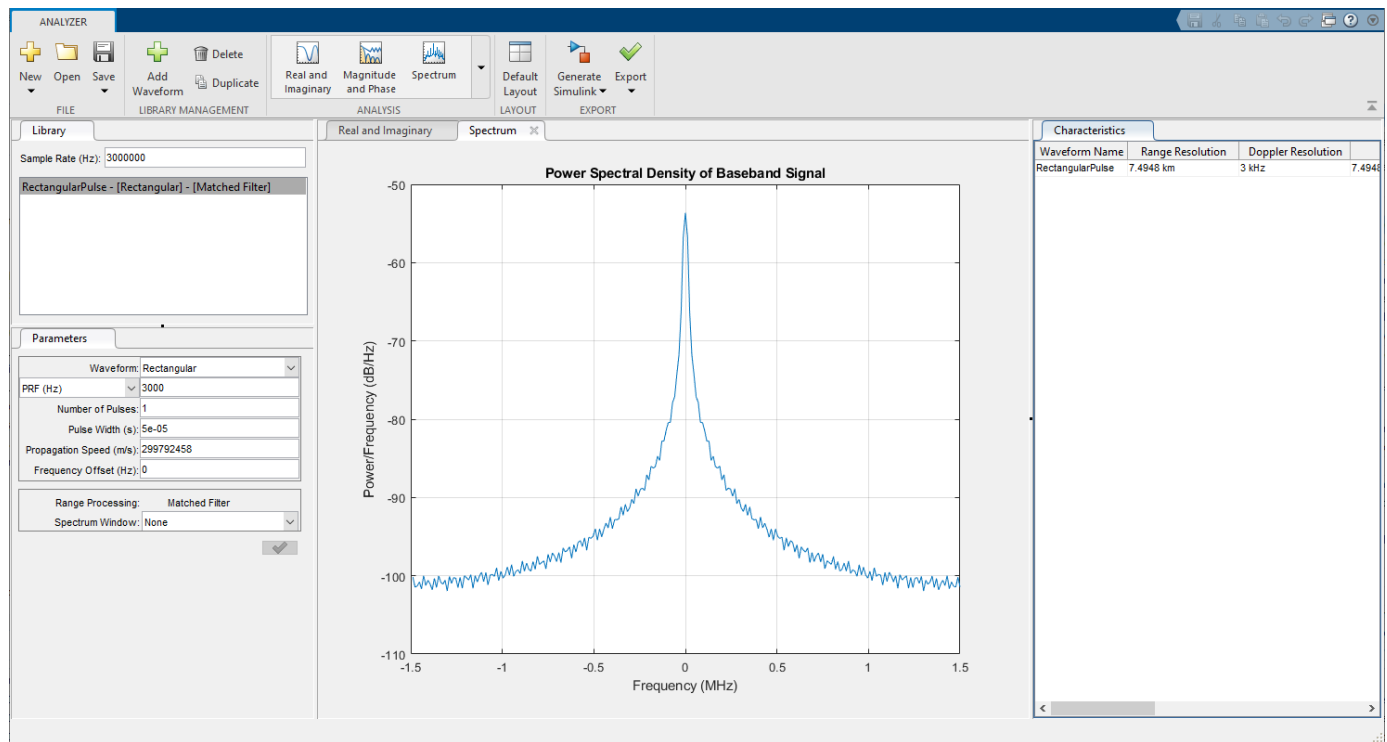 ANALYZER
New Open Save
FILE
Add Waveform
Delete
Duplicate
LIBRARY MANAGEMENT
Real and Imaginary
Magnitude and Phase
Spectrum
ANALYSIS
Default Layout
LAYOUT
Generate Simulink
Export
EXPORT
Library
Sample Rate (Hz): 3000000
RectangularPulse - [Rectangular] - [Matched Filter]
Parameters
Waveform: Rectangular
PRF (Hz) 3000
Number of Pulses: 1
Pulse Width (s): 5e-05
Propagation Speed (m/s): 299792458
Frequency Offset (Hz): 0
Range Processing: Matched Filter
Spectrum Window: None
Real and Imaginary
Spectrum
Power Spectral Density of Baseband Signal
Power/Frequency (dB/Hz)
-50
-60
-70
-80
-90
-100
-110
-1.5 -1 -0.5 0 0.5 1 1.5
Frequency (MHz)
Characteristics
Waveform Name Range Resolution Doppler Resolution
RectangularPulse 7.4948 km 3 kHz 7.4948